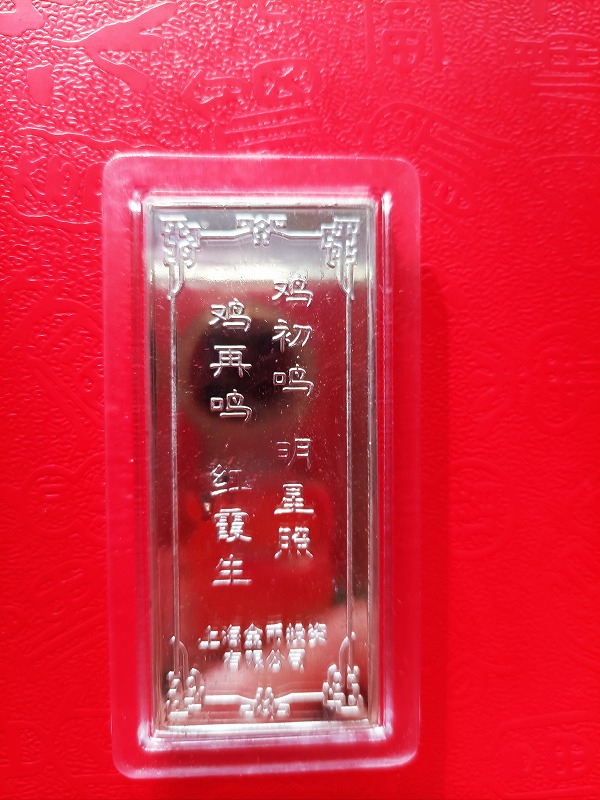 鸡初鸣 明星照
鸡再鸣 红霞生
上海金币投资
有限公司